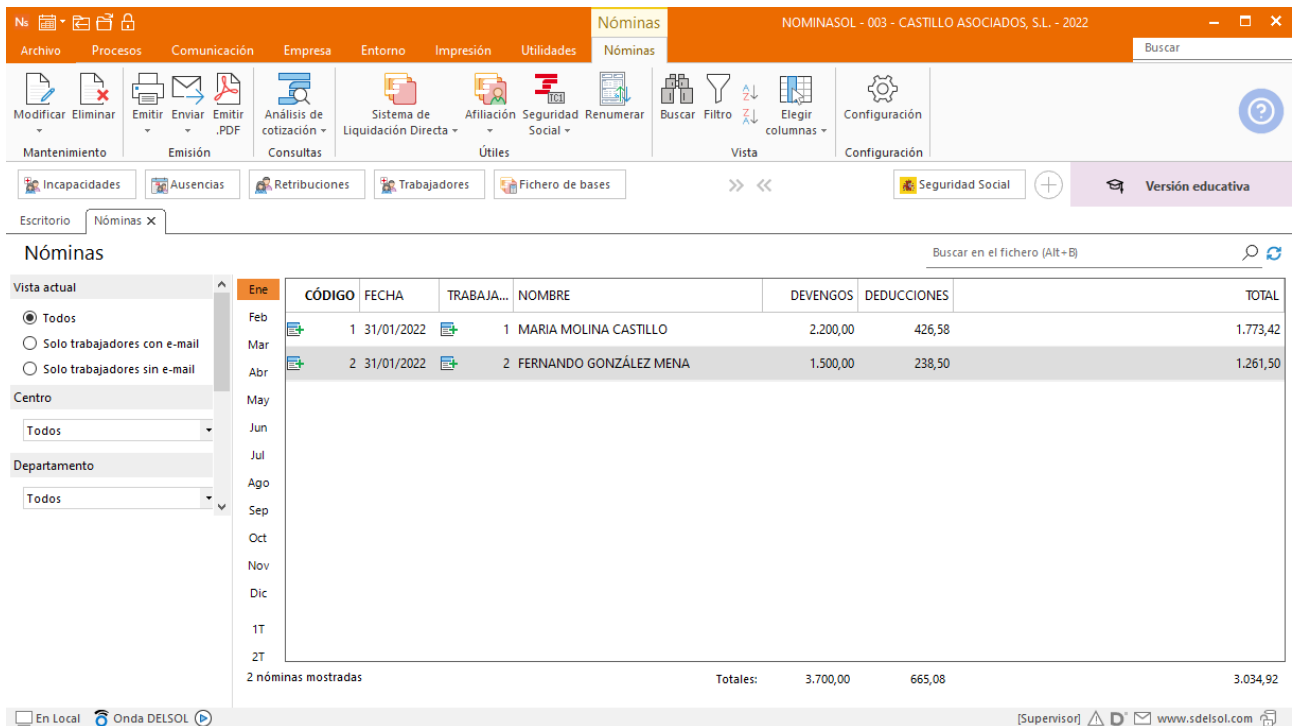 Ns Nóminas NOMINASOL - 003 - CASTILLO ASOCIADOS, S.L. - 2022
Archivo Procesos Comunicación Empresa Entorno Impresión Utilidades Nóminas Buscar
Modificar Eliminar Emitir Enviar Emitir .PDF Análisis de cotización Sistema de Liquidación Directa Afiliación Seguridad Social TC1 Renumerar Buscar Filtro Elegir columnas Configuración
Mantenimiento Emisión Consultas Útiles Vista Configuración
Incapacidades Ausencias Retribuciones Trabajadores Fichero de bases Seguridad Social Versión educativa
Escritorio Nóminas
Nóminas Buscar en el fichero (Alt+B)
Vista actual
Todos
Solo trabajadores con e-mail
Solo trabajadores sin e-mail
Centro
Todos
Departamento
Todos
Ene
Feb
Mar
Abr
May
Jun
Jul
Ago
Sep
Oct
Nov
Dic
1T
2T
CÓDIGO FECHA TRABAJA... NOMBRE DEVENGOS DEDUCCIONES TOTAL
1 31/01/2022 1 MARIA MOLINA CASTILLO 2.200,00 426,58 1.773,42
2 31/01/2022 2 FERNANDO GONZÁLEZ MENA 1.500,00 238,50 1.261,50
2 nóminas mostradas Totales: 3.700,00 665,08 3.034,92
En Local Onda DELSOL [Supervisor] D www.sdelsol.com